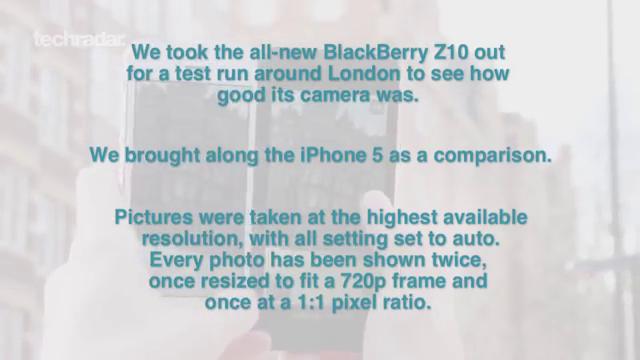 techradar.
We took the all-new BlackBerry Z10 out
for a test run around London to see how
good its camera was.
We brought along the iPhone 5 as a comparison.
Pictures were taken at the highest available
resolution, with all setting set to auto.
Every photo has been shown twice,
once resized to fit a 720p frame and
once at a 1:1 pixel ratio.